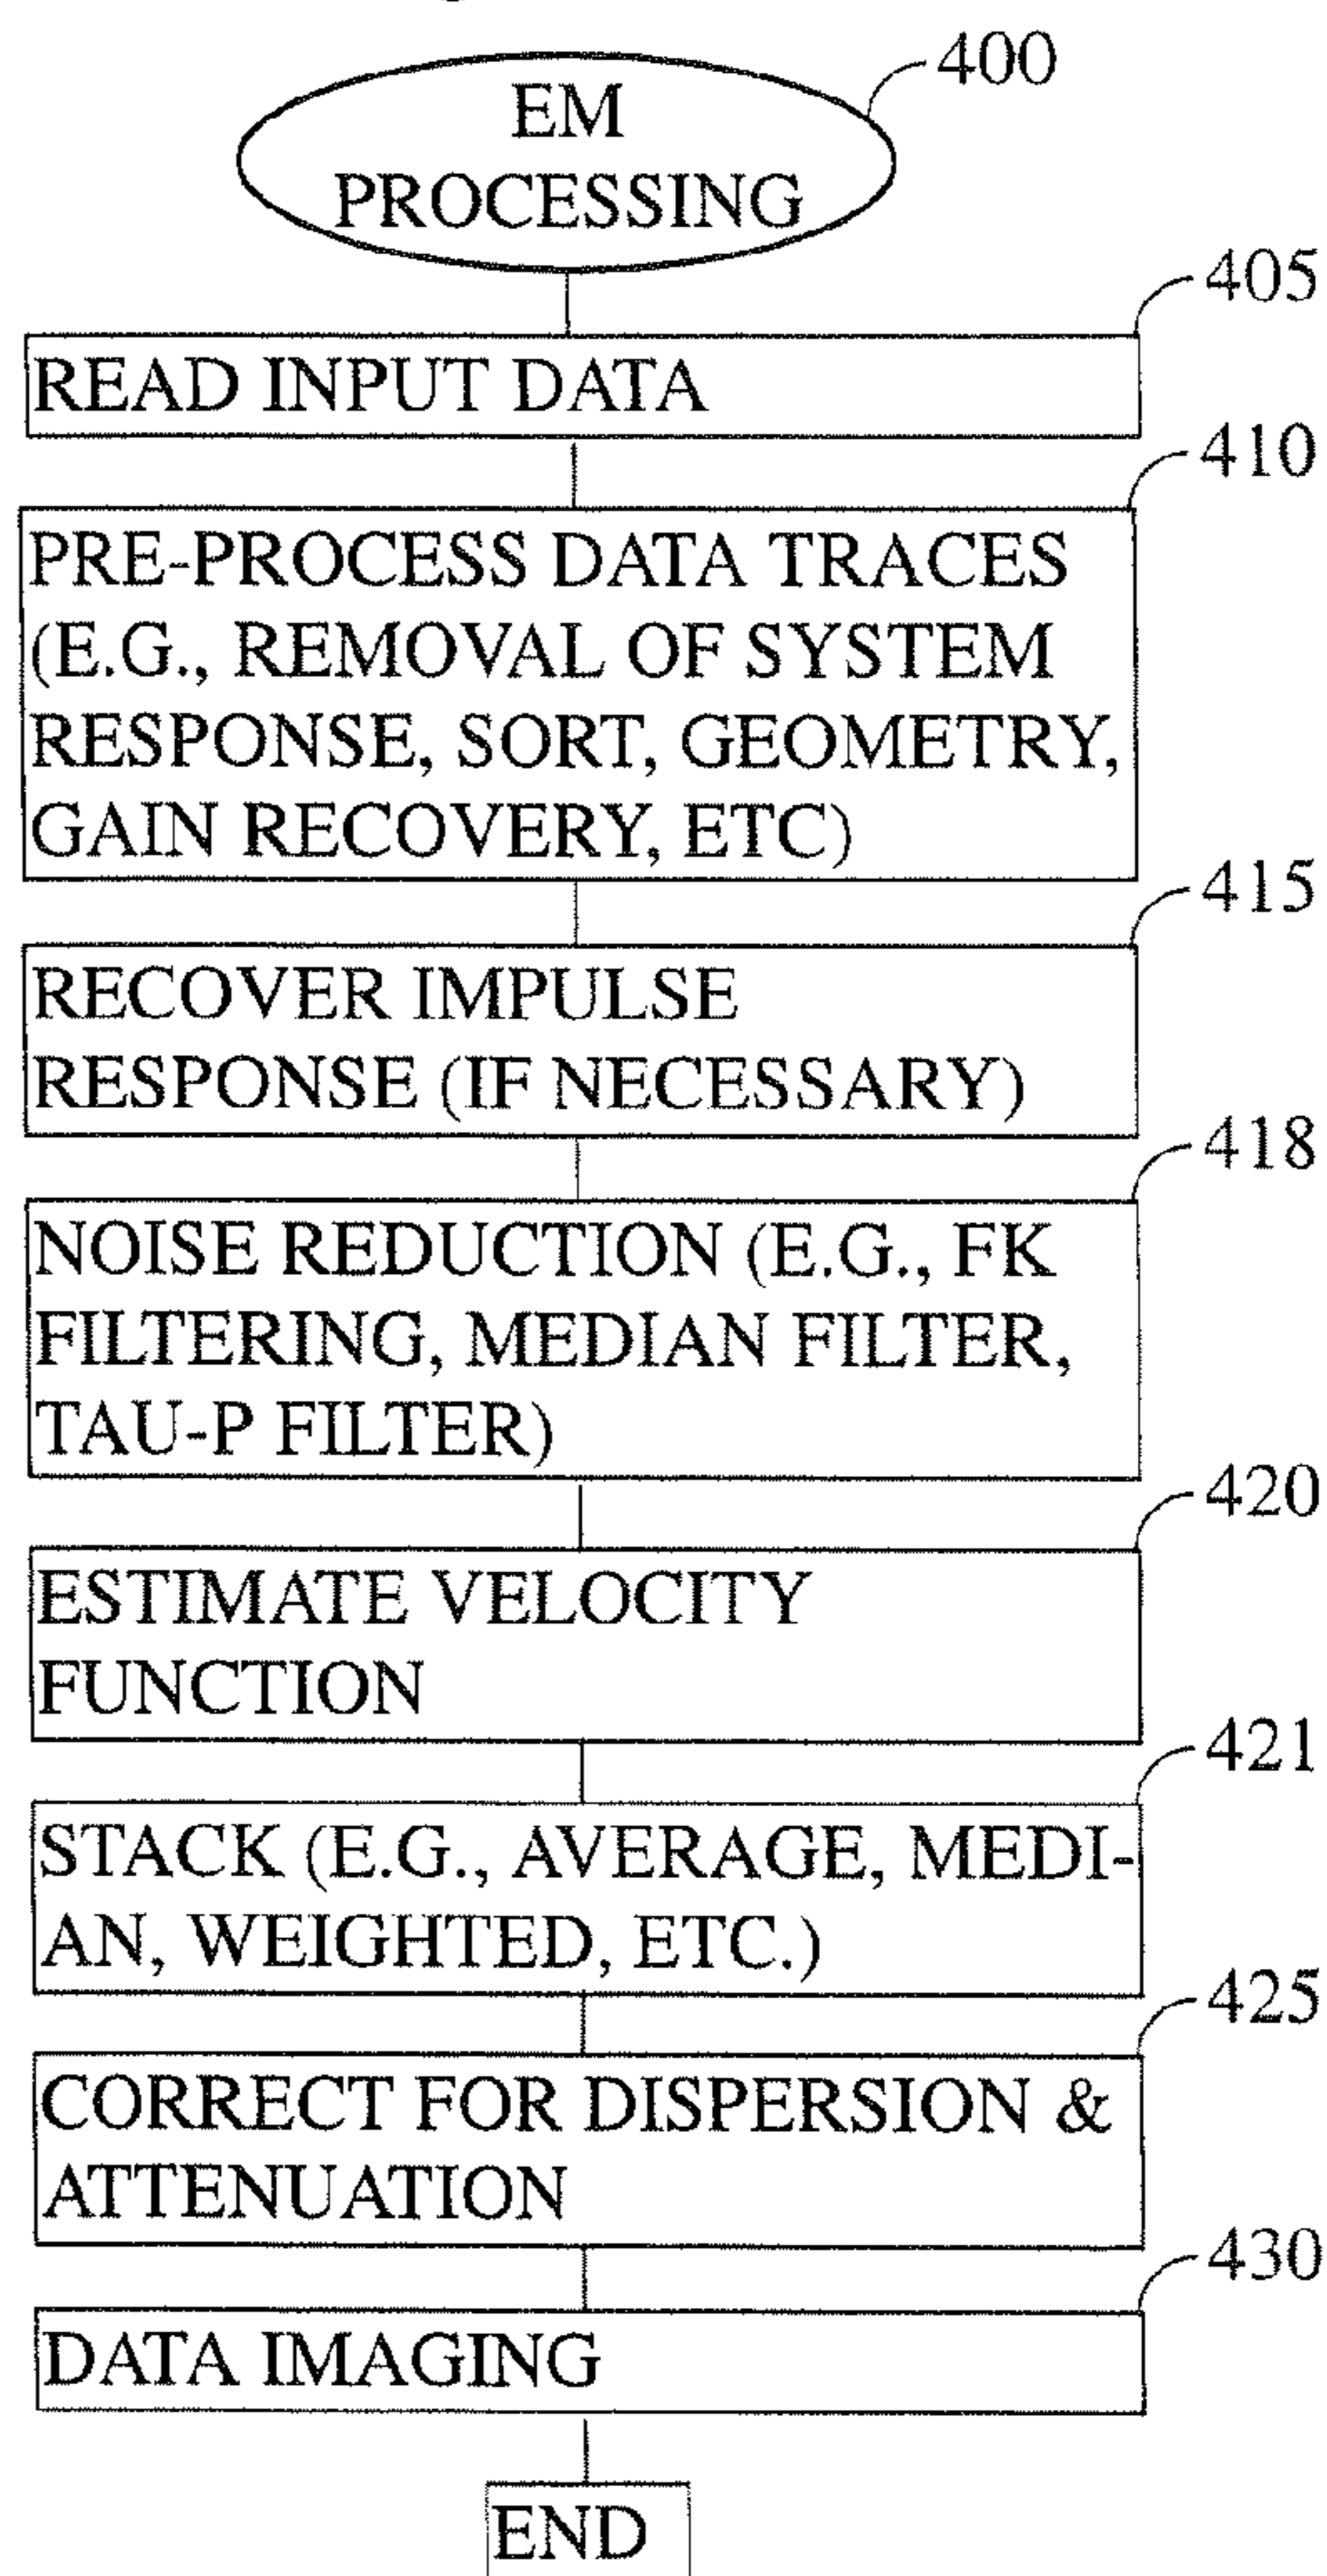 400
EM
PROCESSING
405
READ INPUT DATA
410
PRE-PROCESS DATA TRACES
(E.G., REMOVAL OF SYSTEM
RESPONSE, SORT, GEOMETRY,
GAIN RECOVERY, ETC)
415
RECOVER IMPULSE
RESPONSE (IF NECESSARY)
418
NOISE REDUCTION (E.G., FK
FILTERING, MEDIAN FILTER,
TAU-P FILTER)
420
ESTIMATE VELOCITY
FUNCTION
421
STACK (E.G., AVERAGE, MEDI-
AN, WEIGHTED, ETC.)
425
CORRECT FOR DISPERSION &
ATTENUATION
430
DATA IMAGING
END